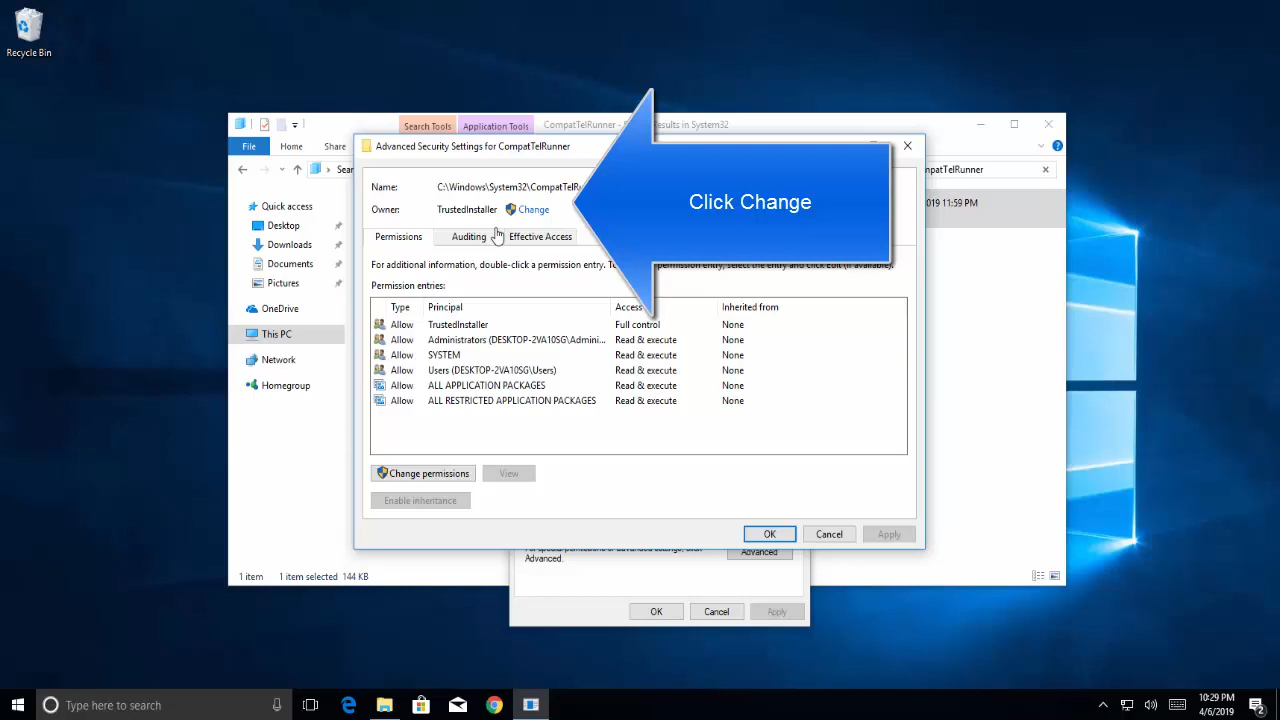 Recycle Bin
Search Tools
Application Tools
CompatTelRunner -
Results in System32
File
Home
Share
Advanced Security Settings for CompatTelRunner
Click Change
Name:
C:\Windows\System32\CompatTelR
Owner:
TrustedInstaller
Change
Permissions
Auditing
Effective Access
For additional information, double-click a permission entry. To
permission entry, select the entry and click Edit (if available).
Permission entries:
Type Principal Access Inherited from
Allow TrustedInstaller Full control None
Allow Administrators (DESKTOP-2VA10SG\Admini... Read & execute None
Allow SYSTEM Read & execute None
Allow Users (DESKTOP-2VA10SG\Users) Read & execute None
Allow ALL APPLICATION PACKAGES Read & execute None
Allow ALL RESTRICTED APPLICATION PACKAGES Read & execute None
Change permissions
View
Enable inheritance
OK
Cancel
Apply
Sear
mpatTelRunner
019 11:59 PM
Quick access
Desktop
Downloads
Documents
Pictures
OneDrive
This PC
Network
Homegroup
1 item
1 item selected 144 KB
Advanced
Advanced.
OK
Cancel
Apply
Type here to search
10:29 PM
4/6/2019
2